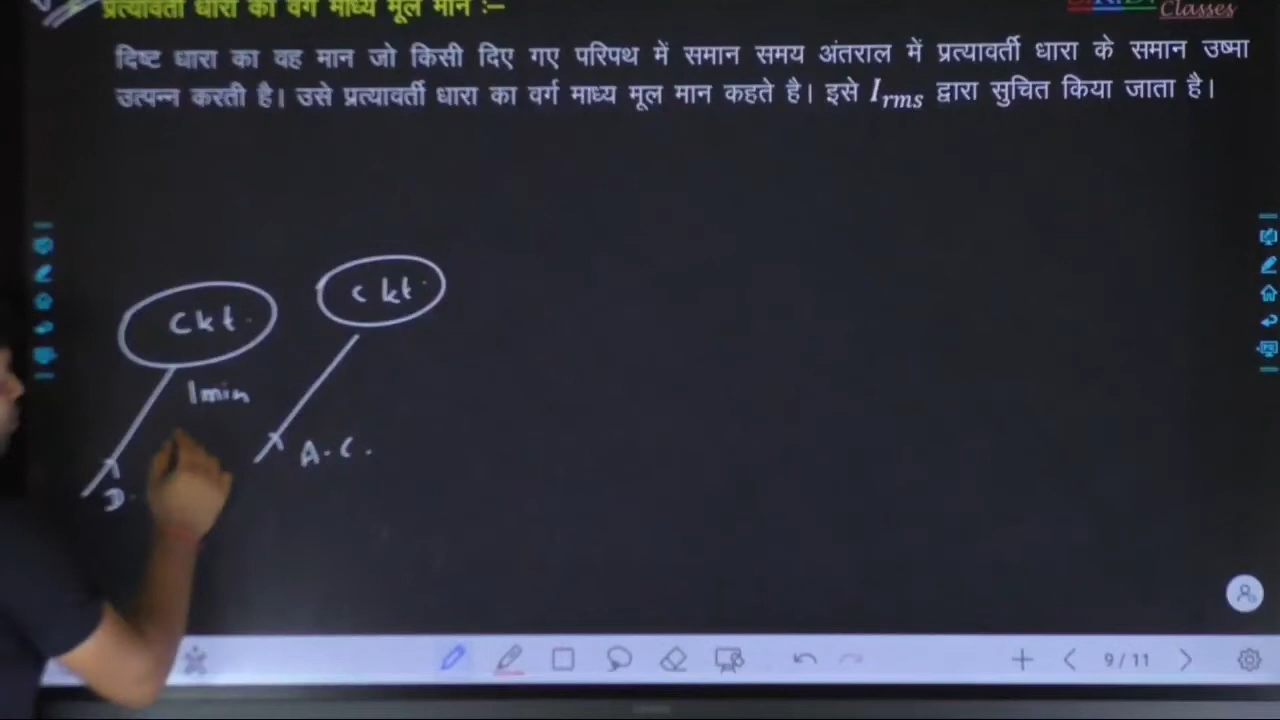 प्रत्यावर्ती धारा का वर्ग माध्य मूल मान :–
Classes
दिष्ट धारा का वह मान जो किसी दिए गए परिपथ में समान समय अंतराल में प्रत्यावर्ती धारा के समान उष्मा
उत्पन्न करती है। उसे प्रत्यावर्ती धारा का वर्ग माध्य मूल मान कहते है। इसे Irms द्वारा सुचित किया जाता है।
Ckt.
Ckt.
1min
A.C.
D.
9/11